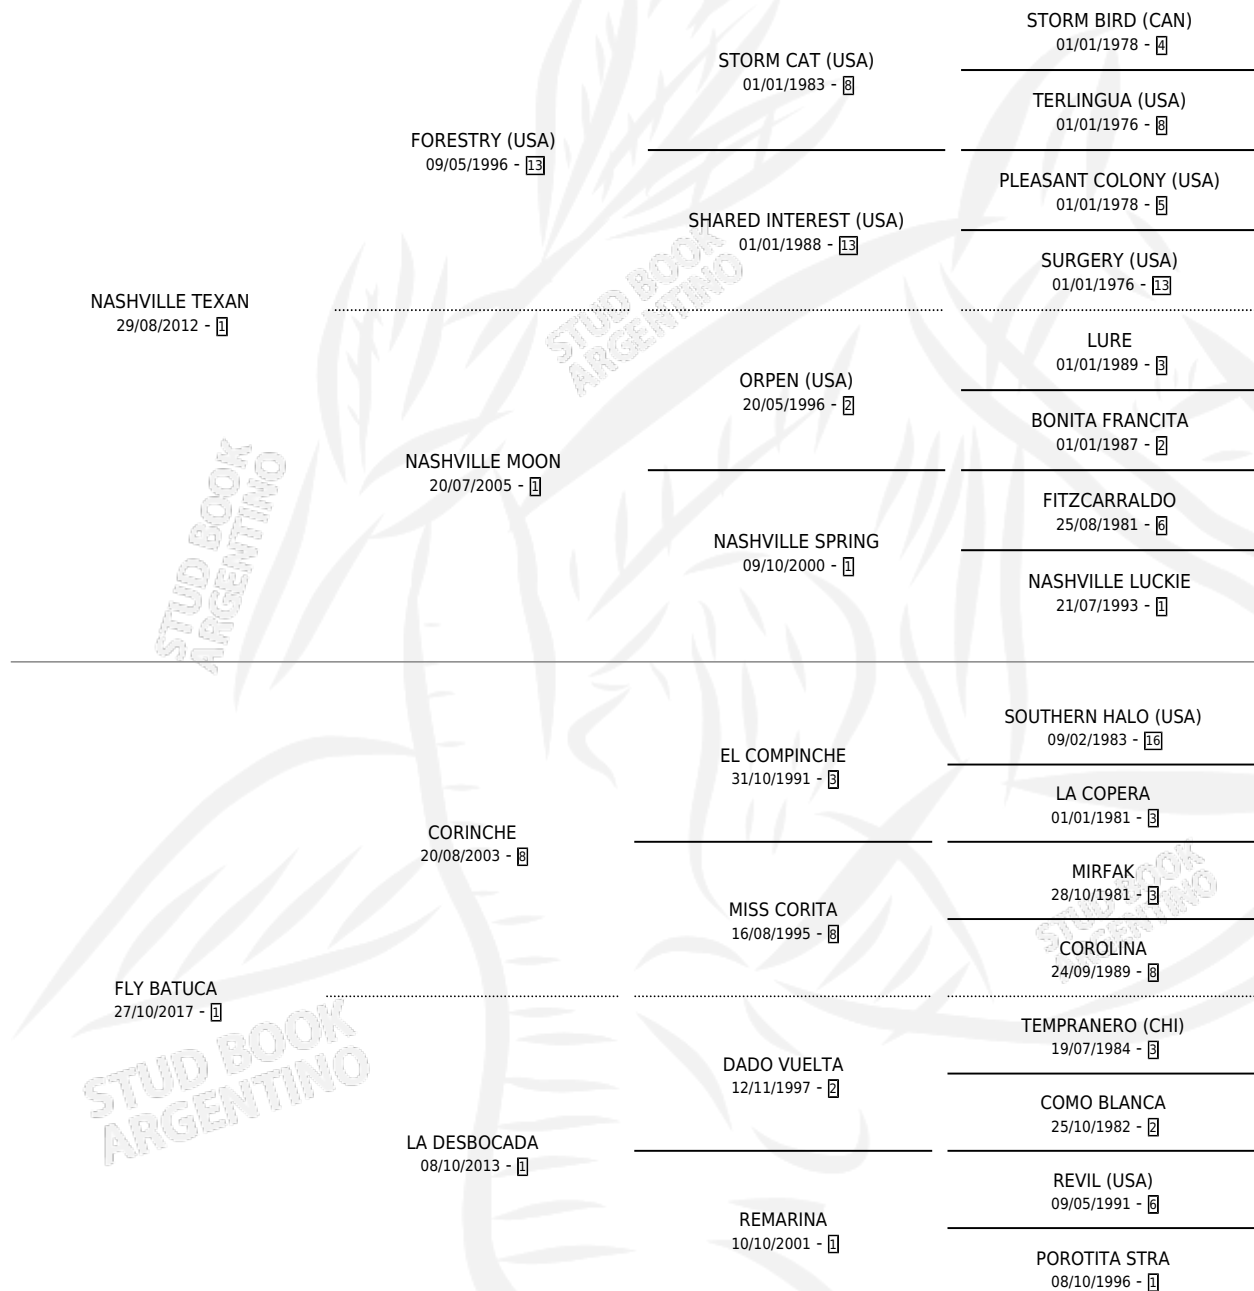 STORM BIRD (CAN)
01/01/1978 - 4
STORM CAT (USA)
01/01/1983 - 8
TERLINGUA (USA)
01/01/1976 - 8
FORESTRY (USA)
09/05/1996 - 13
PLEASANT COLONY (USA)
01/01/1978 - 5
SHARED INTEREST (USA)
01/01/1988 - 13
SURGERY (USA)
01/01/1976 - 13
NASHVILLE TEXAN
29/08/2012 - 1
LURE
01/01/1989 - 3
ORPEN (USA)
20/05/1996 - 2
BONITA FRANCITA
01/01/1987 - 2
NASHVILLE MOON
20/07/2005 - 1
FITZCARRALDO
25/08/1981 - 6
NASHVILLE SPRING
09/10/2000 - 1
NASHVILLE LUCKIE
21/07/1993 - 1
SOUTHERN HALO (USA)
09/02/1983 - 16
EL COMPINCHE
31/10/1991 - 3
LA COPERA
01/01/1981 - 3
CORINCHE
20/08/2003 - 8
MIRFAK
28/10/1981 - 3
MISS CORITA
16/08/1995 - 8
COROLINA
24/09/1989 - 8
FLY BATUCA
27/10/2017 - 1
TEMPRANERO (CHI)
19/07/1984 - 3
DADO VUELTA
12/11/1997 - 2
COMO BLANCA
25/10/1982 - 2
LA DESBOCADA
08/10/2013 - 1
REVIL (USA)
09/05/1991 - 6
REMARINA
10/10/2001 - 1
POROTITA STRA
08/10/1996 - 1
STUD BOOK
ARGENTINO
STUD BOOK
ARGENTINO
STUD BOOK
ARGENTINO
STUD BOOK
ARGENTINO